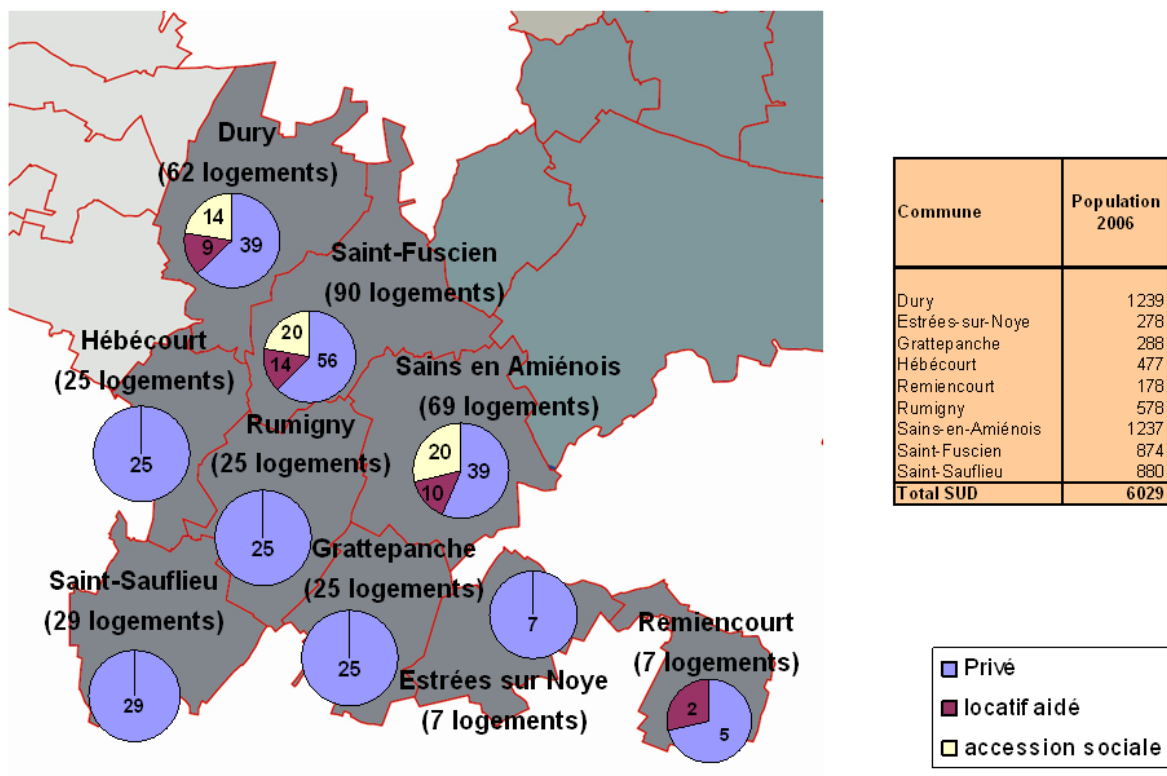 Dury
(62 logements)
14
9
39
Saint-Fuscien
(90 logements)
20
14
56
Hébécourt
(25 logements)
25
Sains en Amiénois
(69 logements)
20
10
39
Rumigny
(25 logements)
25
Grattepanche
(25 logements)
25
Saint-Sauflieu
(29 logements)
29
7
Estrées sur Noye
(7 logements)
Remiencourt
(7 logements)
2
5
Commune Population 2006
Dury 1239
Estrées-sur-Noye 278
Grattepanche 288
Hébécourt 477
Remiencourt 178
Rumigny 578
Sains-en-Amiénois 1237
Saint-Fuscien 874
Saint-Sauflieu 880
Total SUD 6029
Privé
locatif aidé
accession sociale